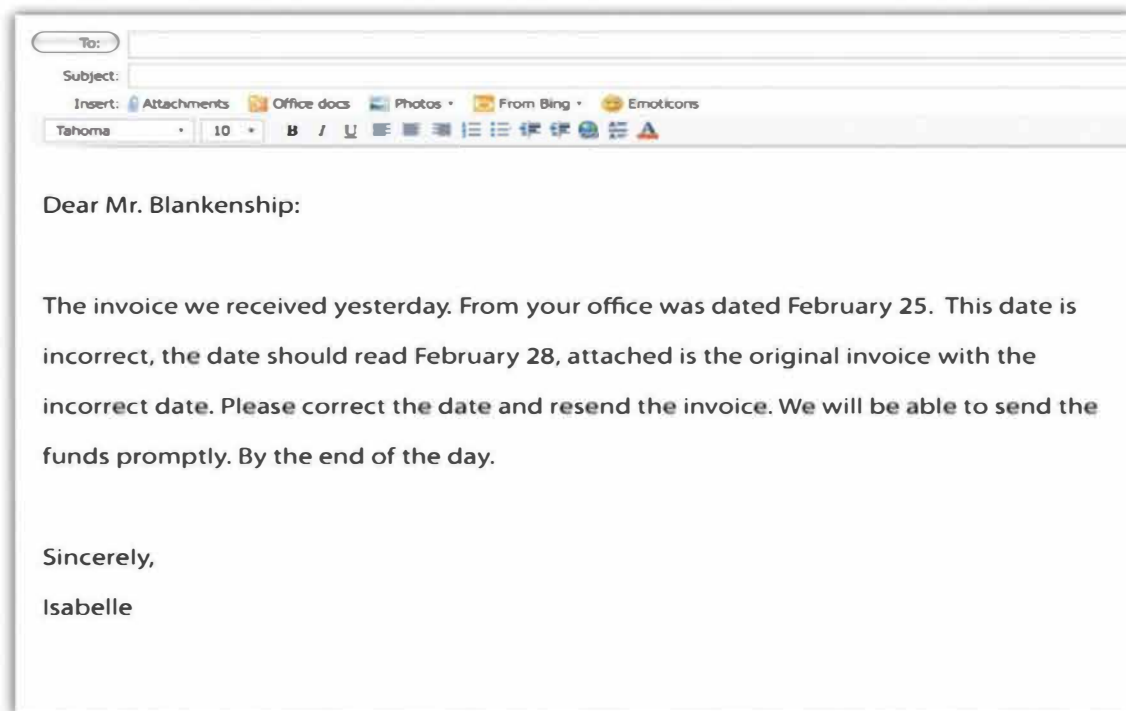 To:
Subject:
Insert: Attachments Office docs Photos From Bing Emoticons
Tahoma 10 B I U A
Dear Mr. Blankenship:
The invoice we received yesterday. From your office was dated February 25. This date is
incorrect, the date should read February 28, attached is the original invoice with the
incorrect date. Please correct the date and resend the invoice. We will be able to send the
funds promptly. By the end of the day.
Sincerely,
Isabelle